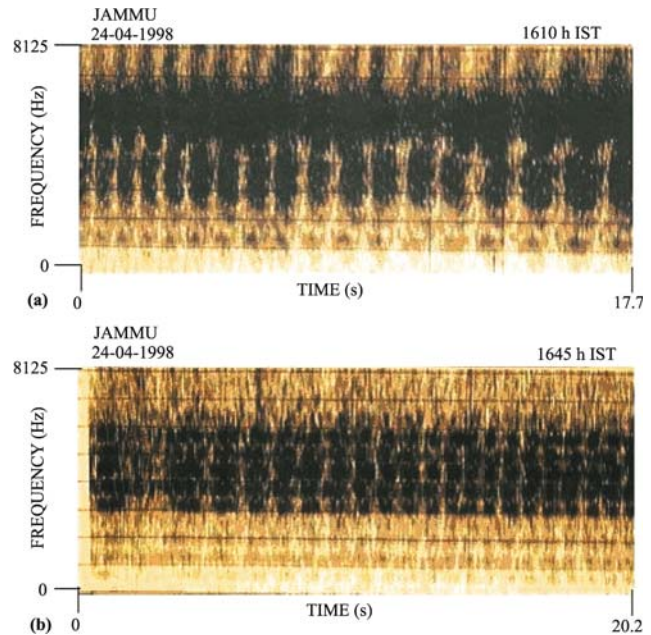 JAMMU
24-04-1998
1610 h IST
8125
FREQUENCY (Hz)
0
(a)
0
TIME (s)
17.7
JAMMU
24-04-1998
1645 h IST
8125
FREQUENCY (Hz)
0
(b)
0
TIME (s)
20.2